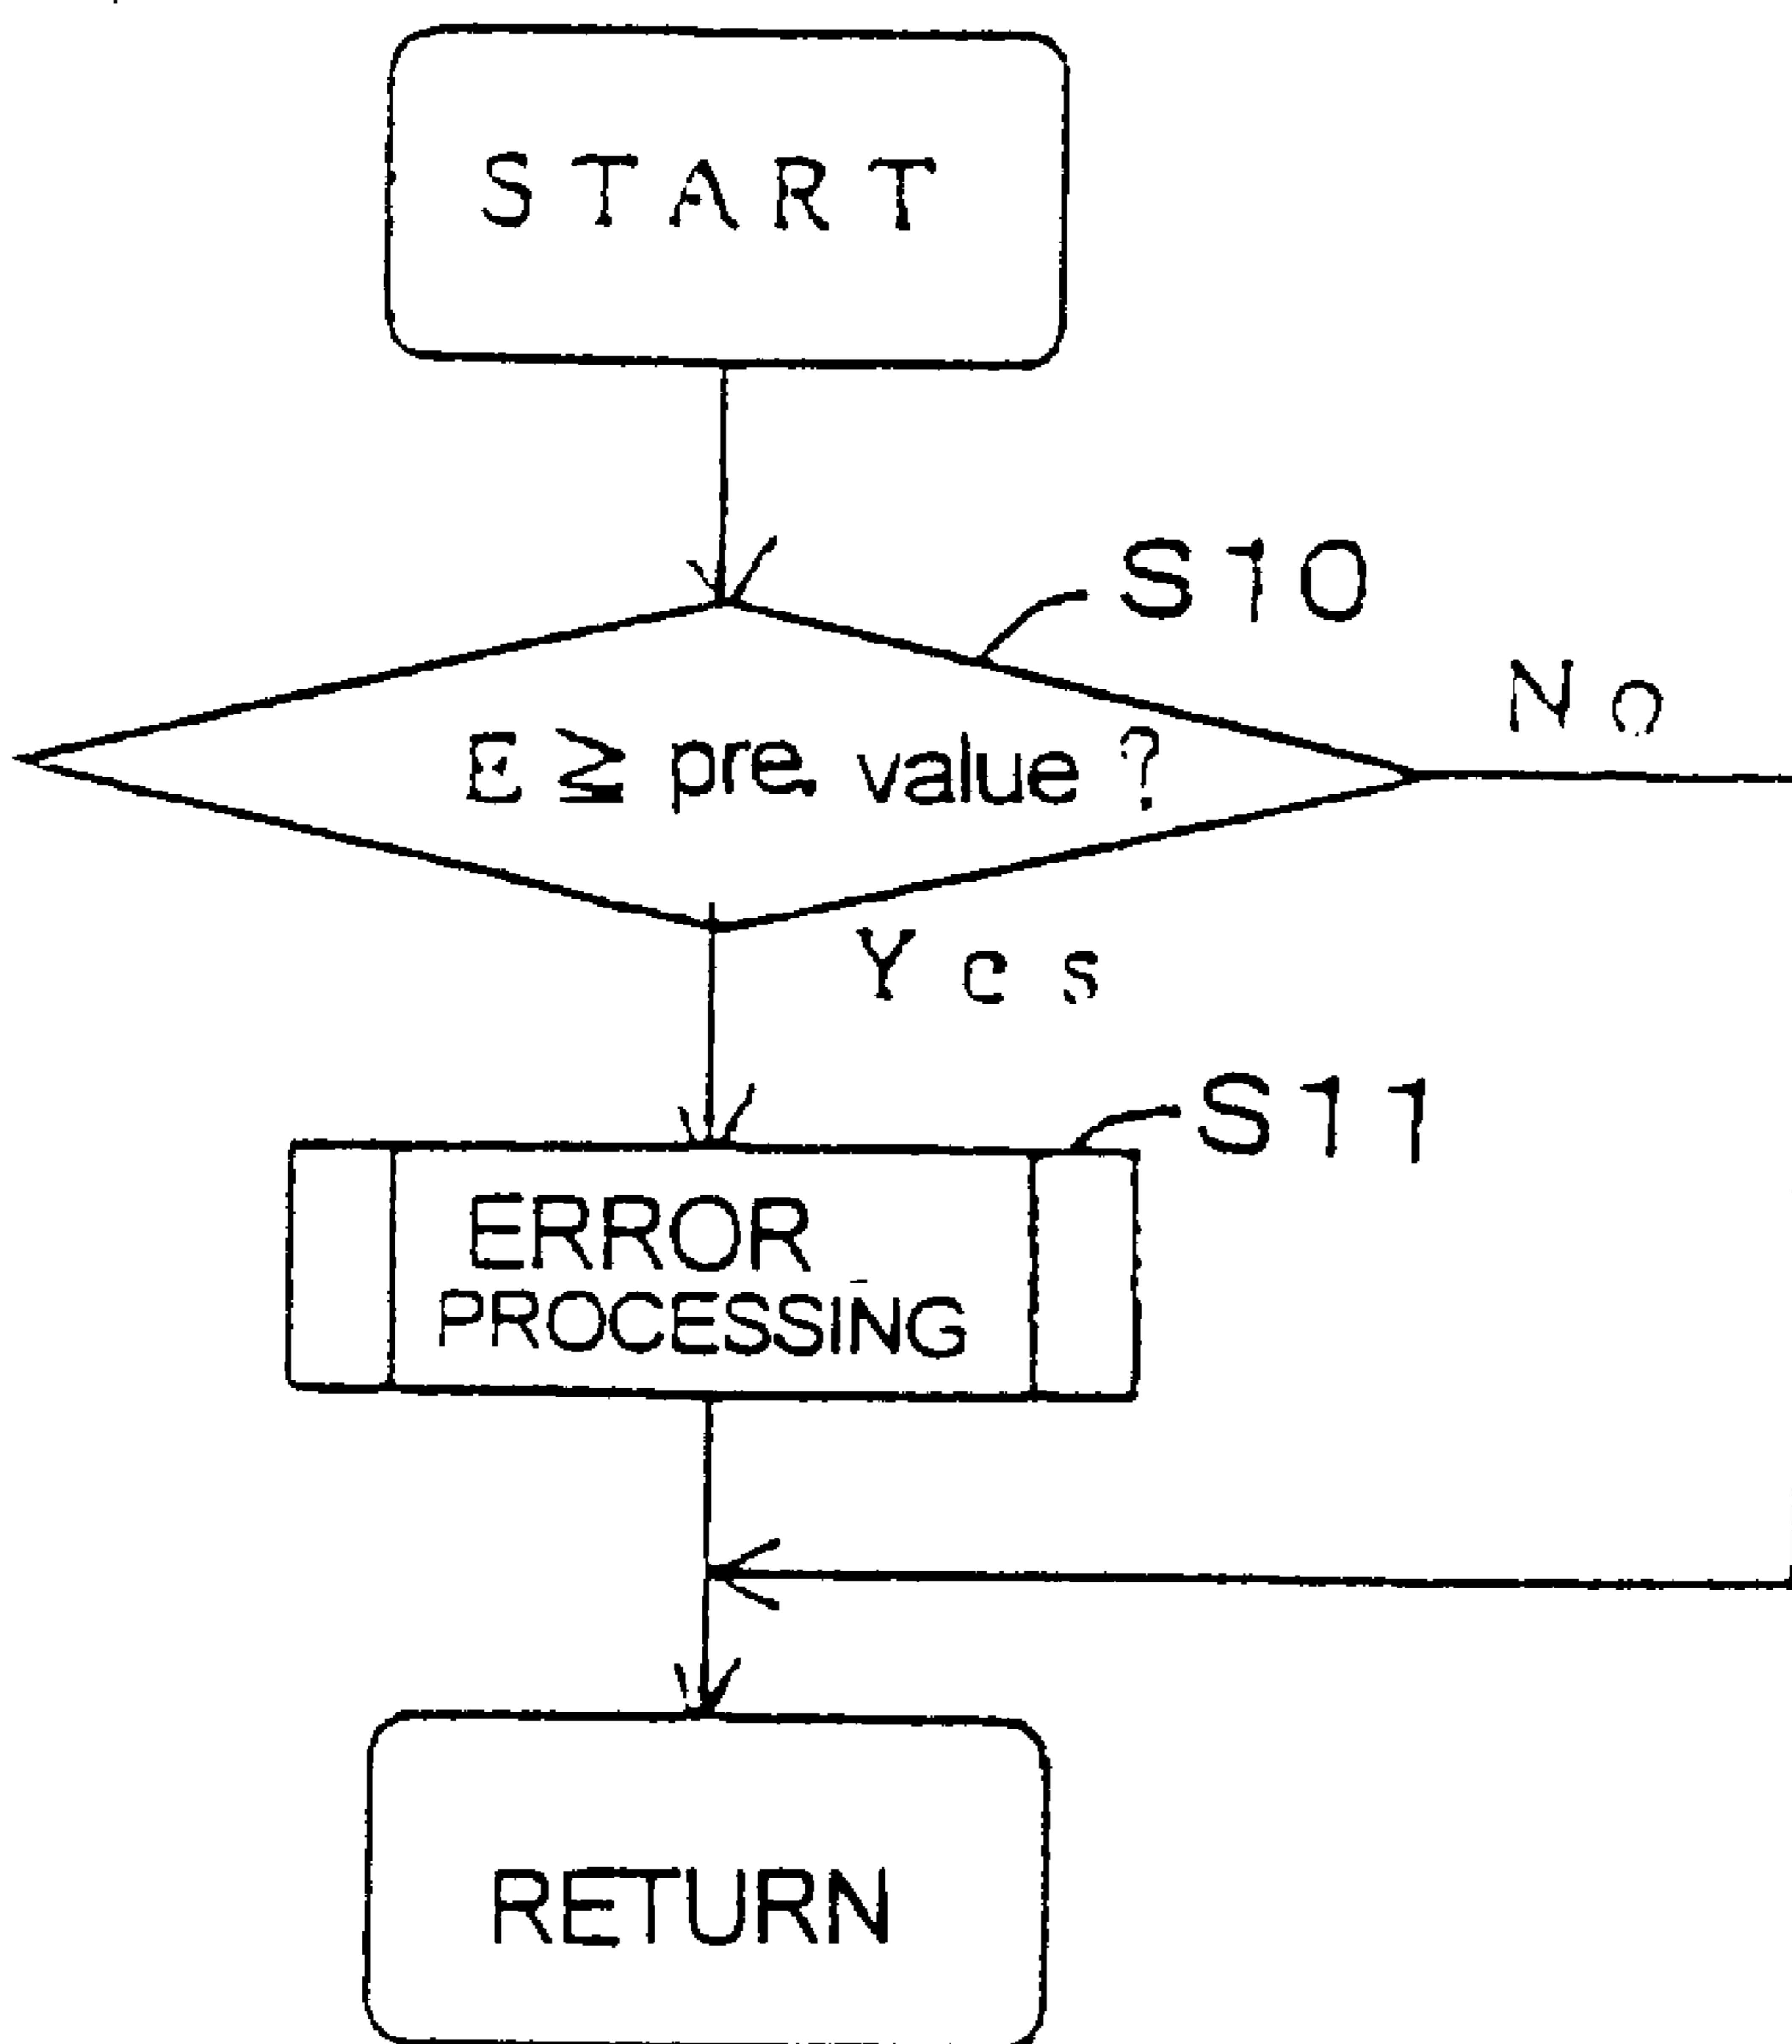 START
S10
No
E ≧ pre. value ?
Yes
S11
ERROR
PROCESSING
RETURN